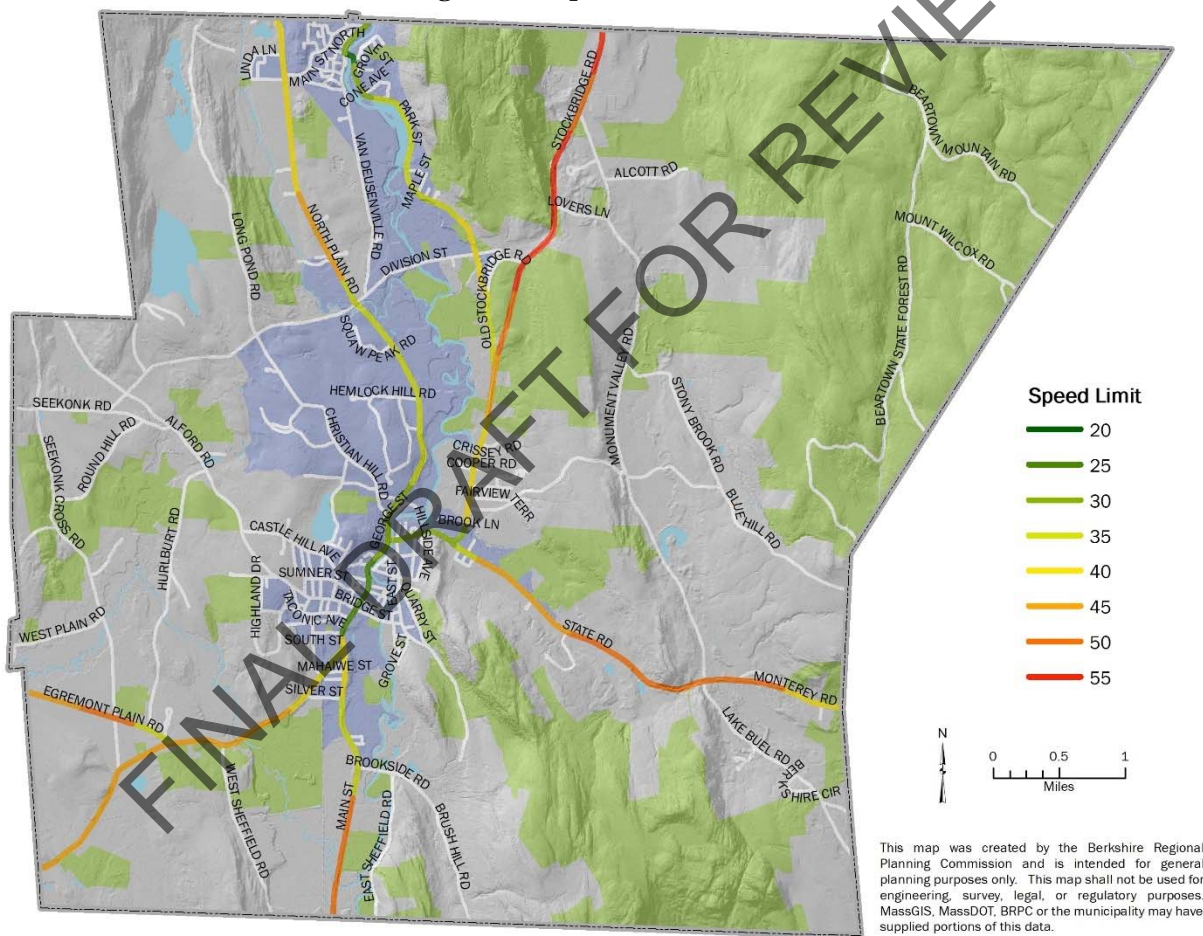 LINDA LN
MAIN ST NORTH
GROVE ST
CONE AVE
PARK ST
MAPLE ST
VAN DEUSENVILLE RD
STOCKBRIDGE RD
ALCOTT RD
LOVERS LN
BEARTOWN MOUNTAIN RD
MOUNT WILCOX RD
BEARTOWN STATE FOREST RD
LONG POND RD
NORTH PLAIN RD
DIVISION ST
OLD STOCKBRIDGE RD
SQUAW PEAK RD
HEMLOCK HILL RD
CHRISTIAN HILL RD
MONUMENT VALLEY RD
STONY BROOK RD
BLUE HILL RD
SEEKONK RD
ROUND HILL RD
ALFORD RD
SEEKONK CROSS RD
HURLBURT RD
CRISSEY RD
COOPER RD
FAIRVIEW TERR
BROOK LN
GEORGE ST
HILLSIDE AVE
CASTLE HILL AVE
SUMNER ST
EAST ST
BRIDGE ST
QUARRY ST
HIGHLAND DR
TACONIC AVE
SOUTH ST
WEST PLAIN RD
MAHAIWE ST
SILVER ST
GROVE ST
STATE RD
MONTEREY RD
EGREMONT PLAIN RD
LAKE BUEL RD
BERKSHIRE CIR
BROOKSIDE RD
WEST SHEFFIELD RD
MAIN ST
EAST SHEFFIELD RD
BRUSH HILL RD
FINAL DRAFT FOR REVIE
Speed Limit
20
25
30
35
40
45
50
55
N
0 0.5 1
Miles
This map was created by the Berkshire Regional
Planning Commission and is intended for general
planning purposes only. This map shall not be used for
engineering, survey, legal, or regulatory purposes.
MassGIS, MassDOT, BRPC or the municipality may have
supplied portions of this data.